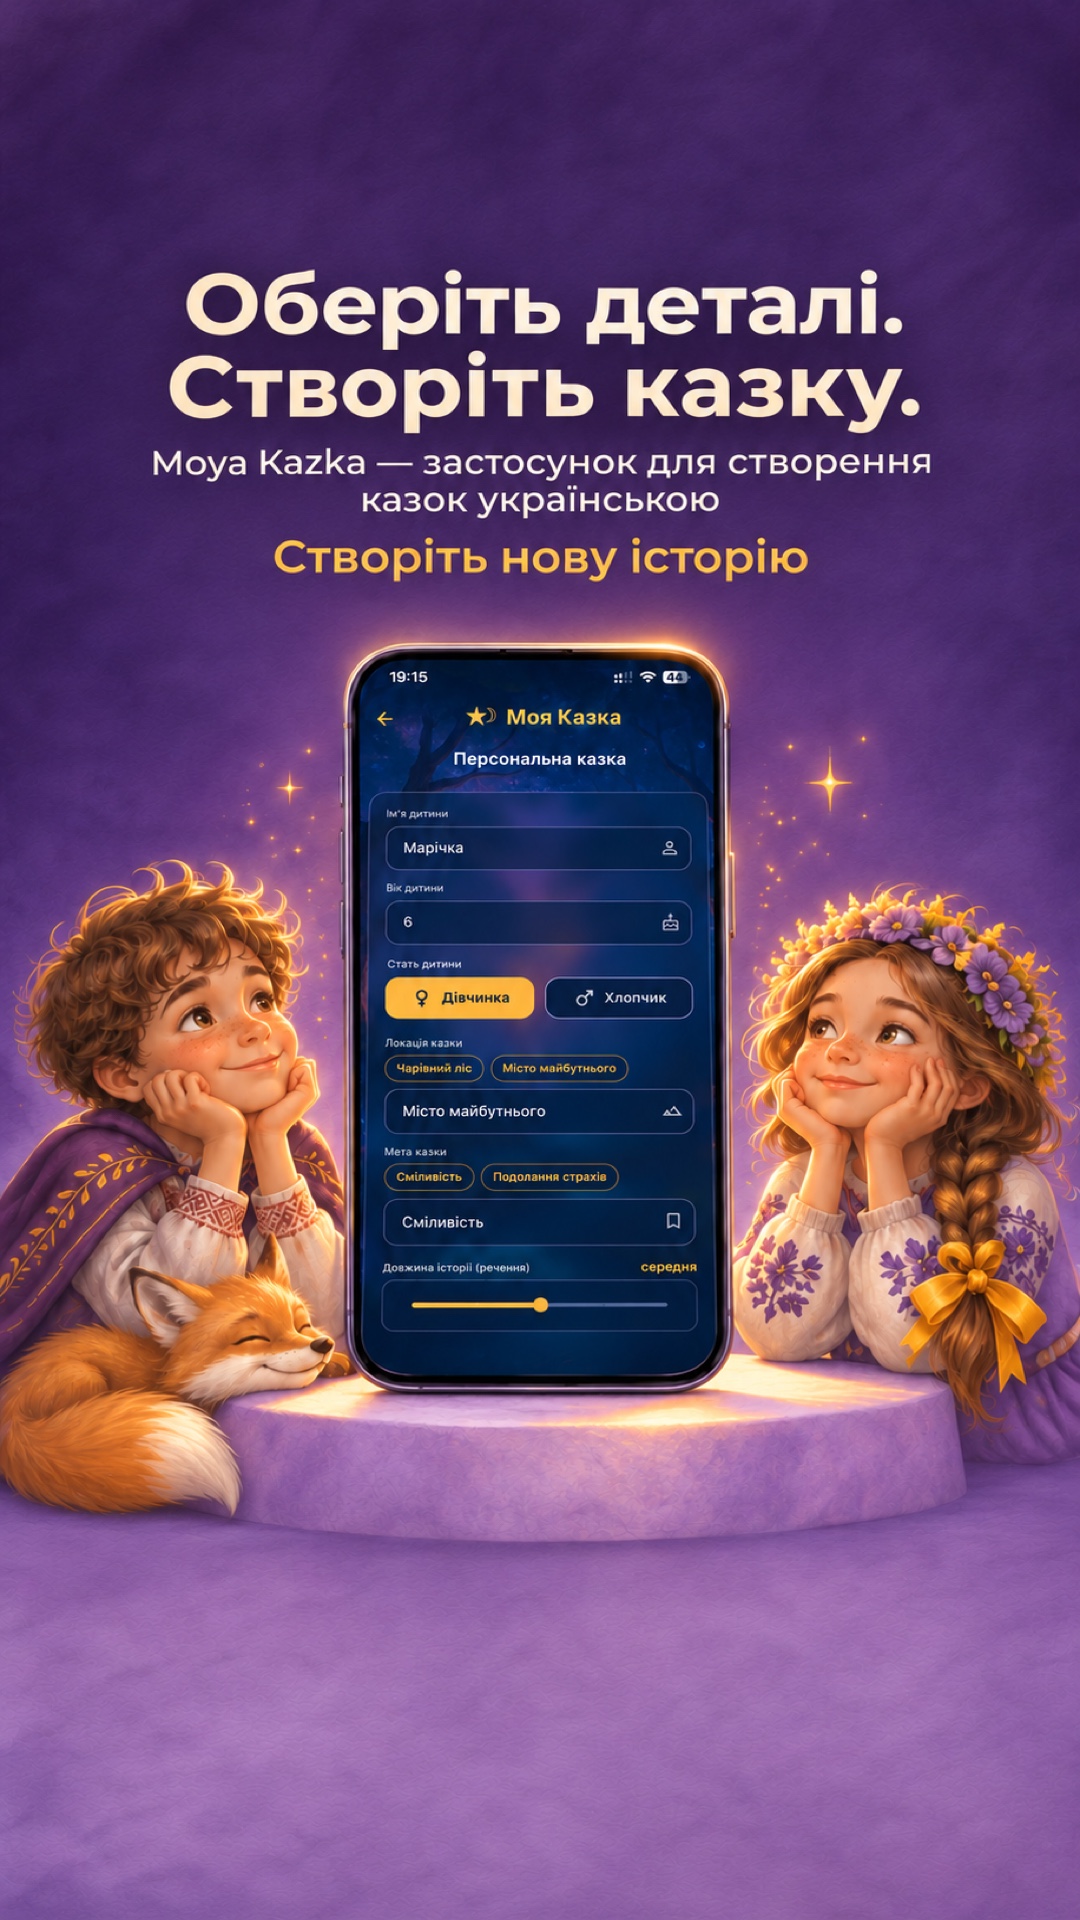 Оберіть деталі.
Створіть казку.
Moya Kazka — застосунок для створення
казок українською
Створіть нову історію
19:15
44
Моя Казка
Персональна казка
Ім'я дитини
Марічка
Вік дитини
6
Стать дитини
Дівчинка Хлопчик
Локація казки
Чарівний ліс Місто майбутнього
Місто майбутнього
Мета казки
Сміливість Подолання страхів
Сміливість
Довжина історії (речення) середня